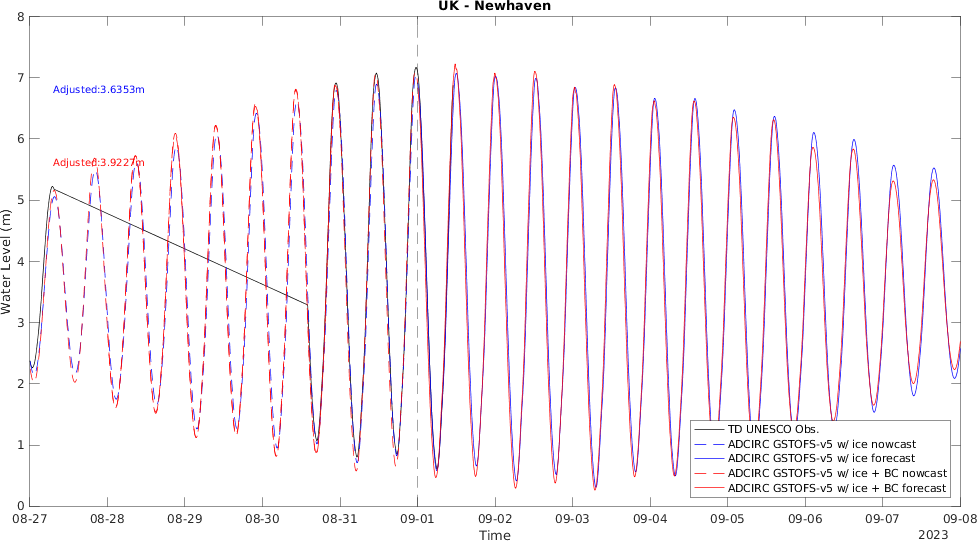 UK - Newhaven
8
7
6
5
4
3
2
1
0
Water Level (m)
Adjusted:3.6353m
Adjusted:3.9227m
TD UNESCO Obs.
ADCIRC GSTOFS-v5 w/ ice nowcast
ADCIRC GSTOFS-v5 w/ ice forecast
ADCIRC GSTOFS-v5 w/ ice + BC nowcast
ADCIRC GSTOFS-v5 w/ ice + BC forecast
08-27 08-28 08-29 08-30 08-31 09-01 09-02 09-03 09-04 09-05 09-06 09-07 09-08
Time
2023